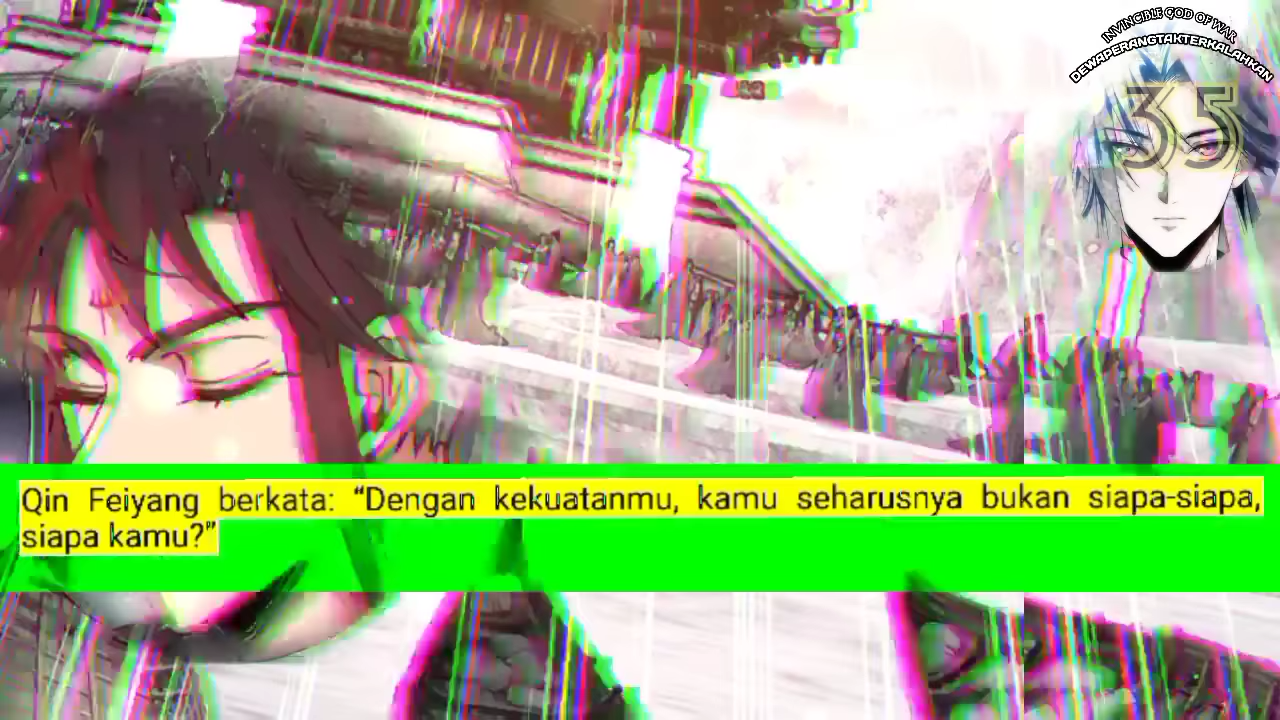 INVINCIBLE GOD OF WAR
DEWAPERANGTAKTERKALAHKAN
35
Qin Feiyang berkata: “Dengan kekuatanmu, kamu seharusnya bukan siapa-siapa,
siapa kamu?”